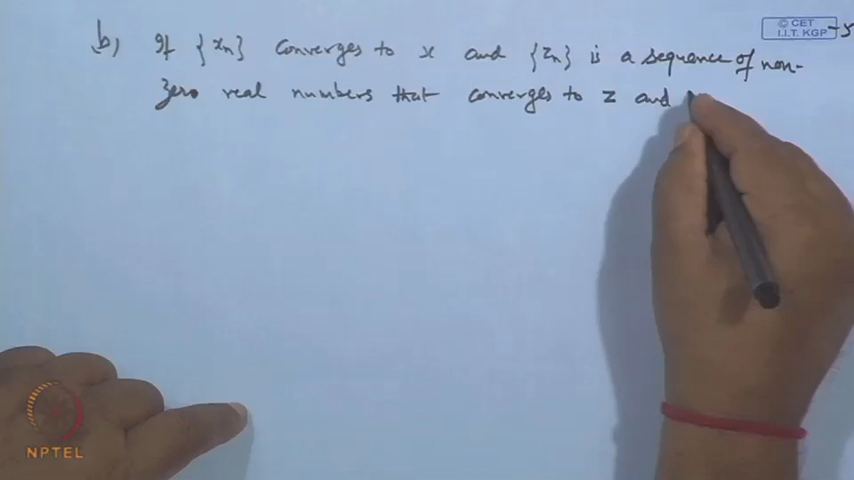 © CET
I.I.T. KGP
-5
b) If {xn} Converges to x and {zn} is a sequence of non-
zero real numbers that converges to z and
NPTEL